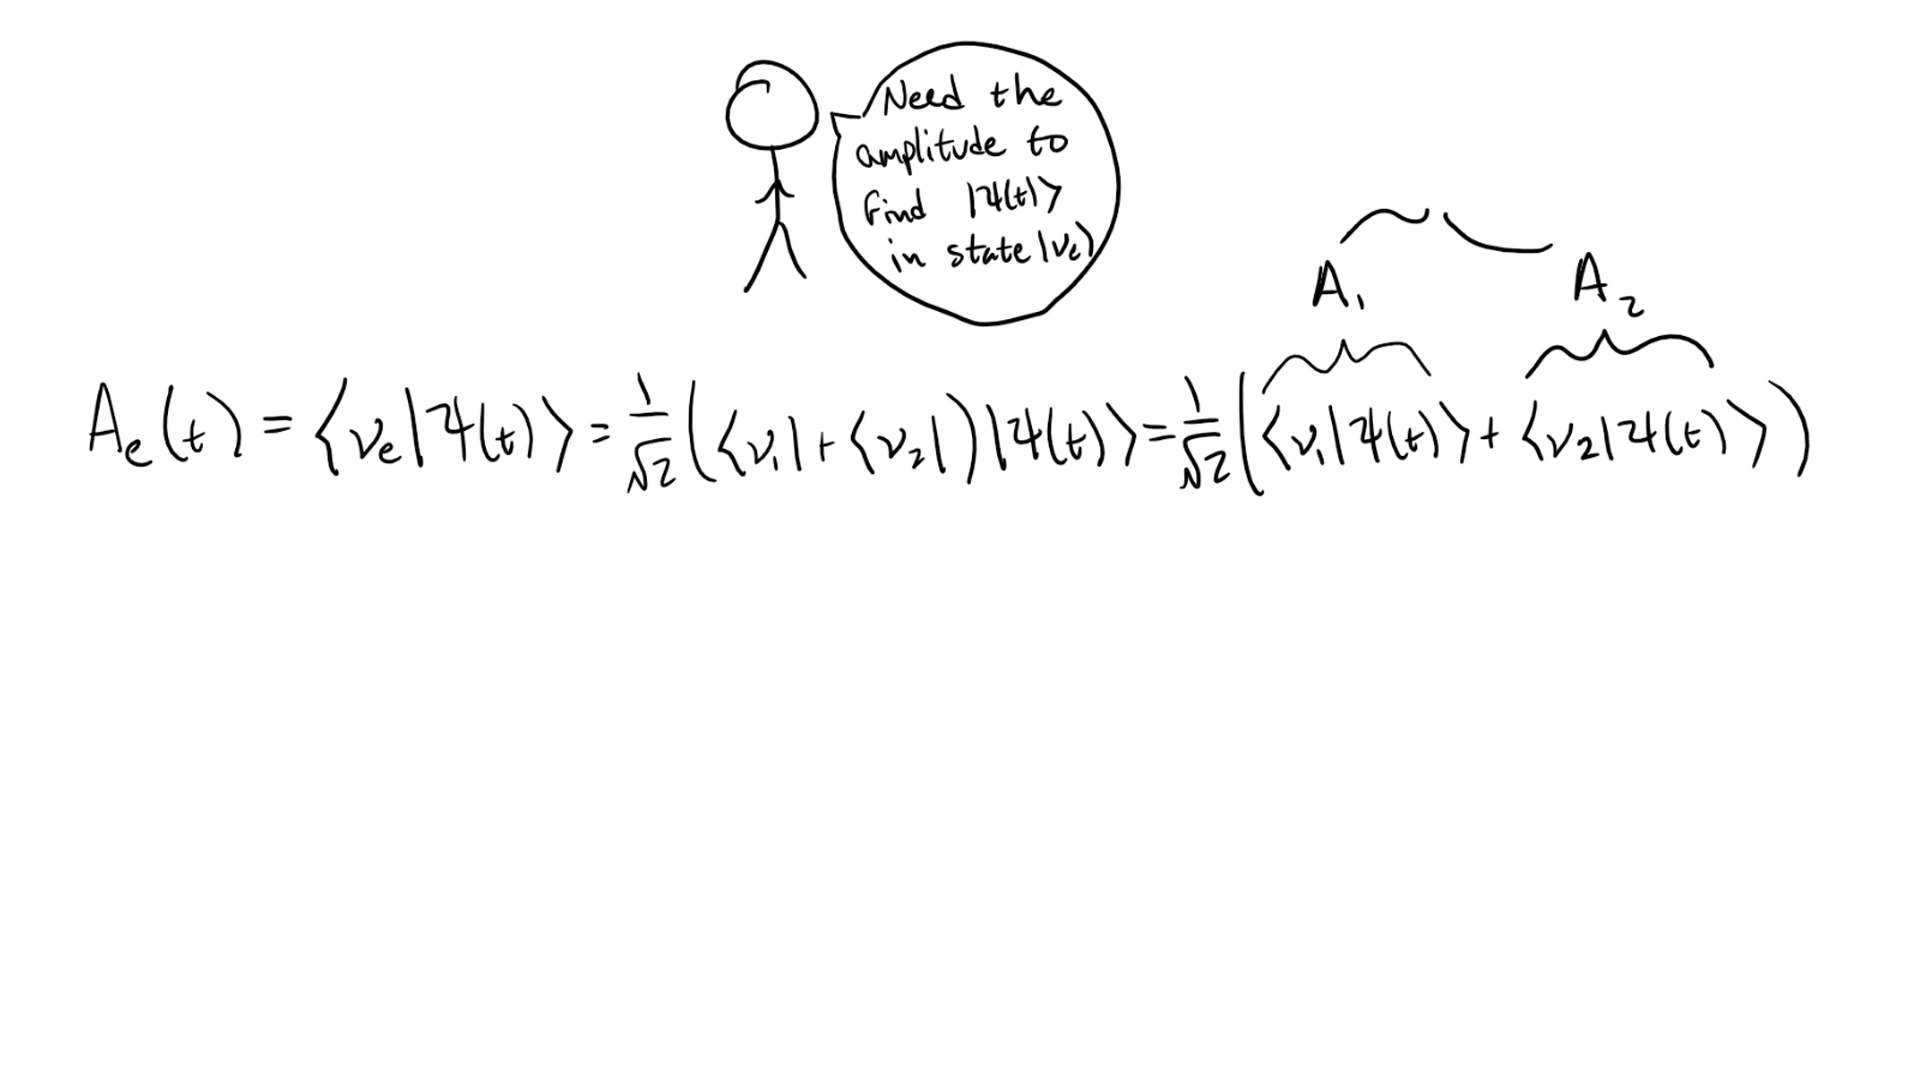 Need the
amplitude to
find |Ψ(t)⟩
in state |νe⟩
A₁ A₂
Ae(t) = ⟨νe|Ψ(t)⟩ = 1/√2 (⟨ν₁| + ⟨ν₂|)|Ψ(t)⟩ = 1/√2 (⟨ν₁|Ψ(t)⟩ + ⟨ν₂|Ψ(t)⟩)